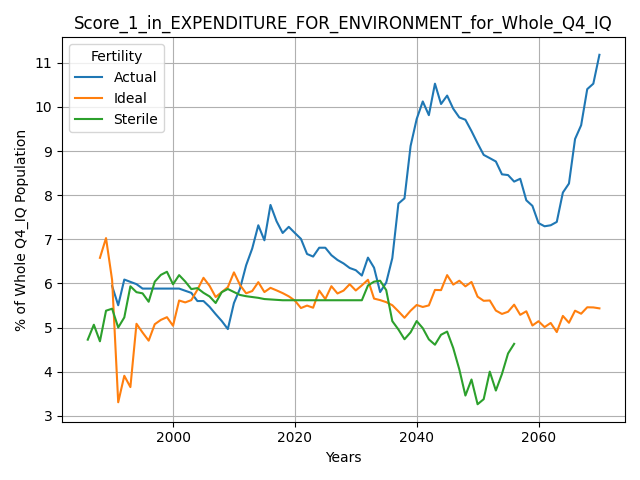 Score_1_in_EXPENDITURE_FOR_ENVIRONMENT_for_Whole_Q4_IQ
Fertility
Actual
Ideal
Sterile
% of Whole Q4_IQ Population
11
10
9
8
7
6
5
4
3
2000
2020
2040
2060
Years